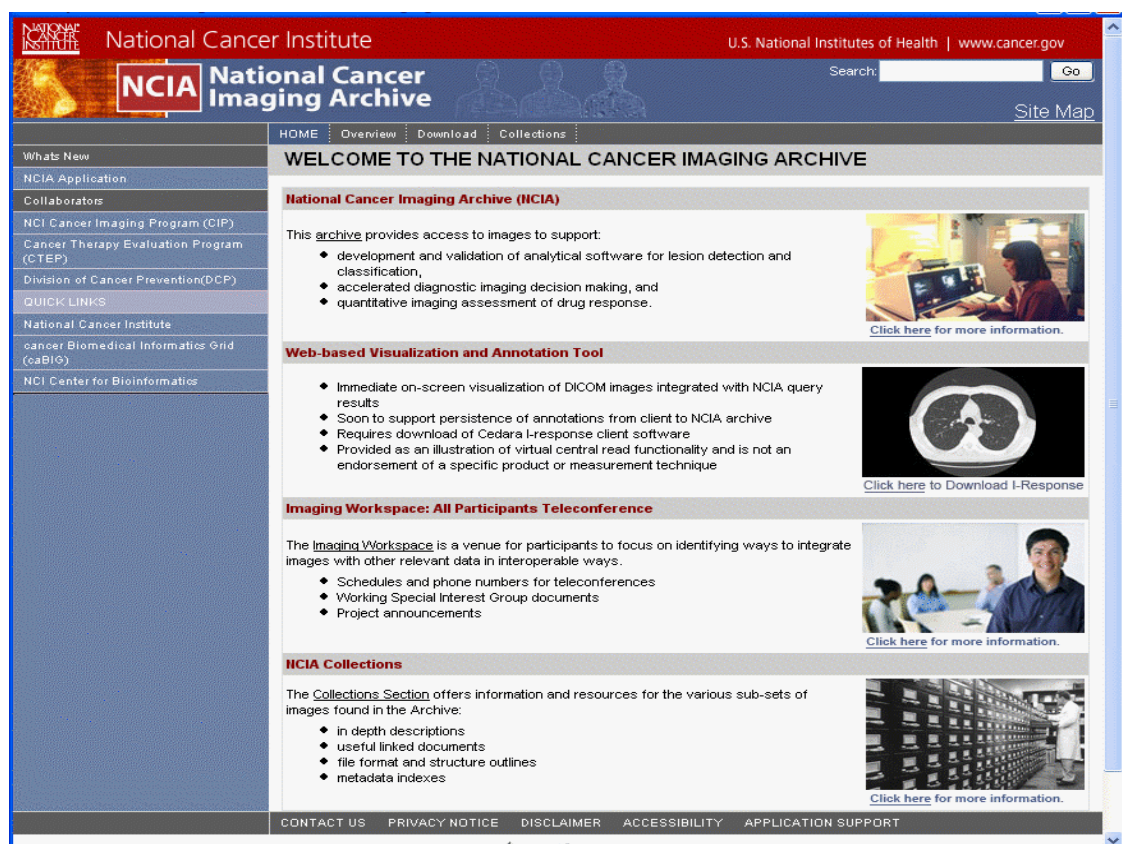 NATIONAL
CANCER
INSTITUTE
National Cancer Institute
U.S. National Institutes of Health | www.cancer.gov
NCIA
National Cancer
Imaging Archive
Search:
Go
Site Map
HOME
Overview
Download
Collections
Whats New
NCIA Application
Collaborators
NCI Cancer Imaging Program (CIP)
Cancer Therapy Evaluation Program
(CTEP)
Division of Cancer Prevention(DCP)
QUICK LINKS
National Cancer Institute
cancer Biomedical Informatics Grid
(caBIG)
NCI Center for Bioinformatics
WELCOME TO THE NATIONAL CANCER IMAGING ARCHIVE
National Cancer Imaging Archive (NCIA)
This archive provides access to images to support:
development and validation of analytical software for lesion detection and
classification,
accelerated diagnostic imaging decision making, and
quantitative imaging assessment of drug response.
Click here for more information.
Web-based Visualization and Annotation Tool
Immediate on-screen visualization of DICOM images integrated with NCIA query
results
Soon to support persistence of annotations from client to NCIA archive
Requires download of Cedara I-response client software
Provided as an illustration of virtual central read functionality and is not an
endorsement of a specific product or measurement technique
Click here to Download I-Response
Imaging Workspace: All Participants Teleconference
The Imaging Workspace is a venue for participants to focus on identifying ways to integrate
images with other relevant data in interoperable ways.
Schedules and phone numbers for teleconferences
Working Special Interest Group documents
Project announcements
Click here for more information.
NCIA Collections
The Collections Section offers information and resources for the various sub-sets of
images found in the Archive:
in depth descriptions
useful linked documents
file format and structure outlines
metadata indexes
Click here for more information.
CONTACT US
PRIVACY NOTICE
DISCLAIMER
ACCESSIBILITY
APPLICATION SUPPORT